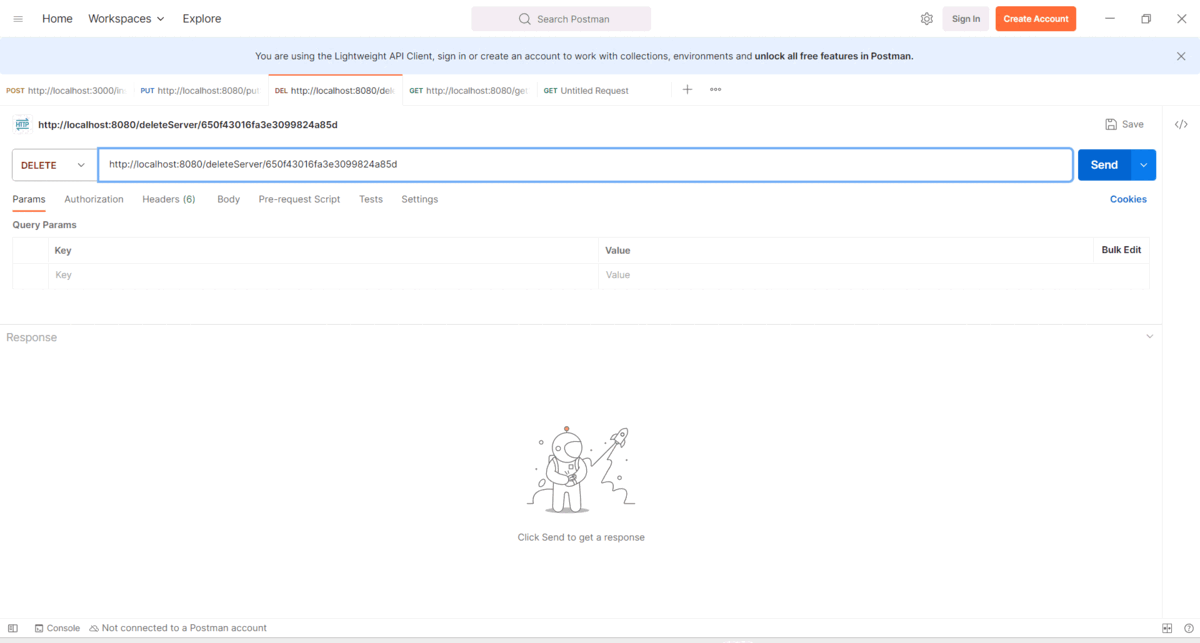 Home Workspaces Explore Search Postman Sign In Create Account
You are using the Lightweight API Client, sign in or create an account to work with collections, environments and unlock all free features in Postman.
POST http://localhost:3000/in PUT http://localhost:8080/put DEL http://localhost:8080/del GET http://localhost:8080/get GET Untitled Request
HTTP http://localhost:8080/deleteServer/650f43016fa3e3099824a85d Save </>
DELETE http://localhost:8080/deleteServer/650f43016fa3e3099824a85d Send
Params Authorization Headers (6) Body Pre-request Script Tests Settings Cookies
Query Params
Key Value Bulk Edit
Key Value
Response
Click Send to get a response
Console Not connected to a Postman account